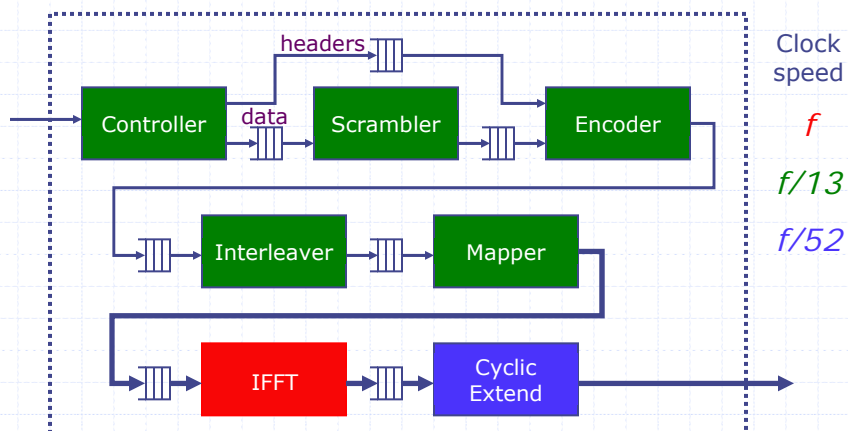 headers
Clock
speed
Controller
data
Scrambler
Encoder
f
f/13
f/52
Interleaver
Mapper
IFFT
Cyclic
Extend